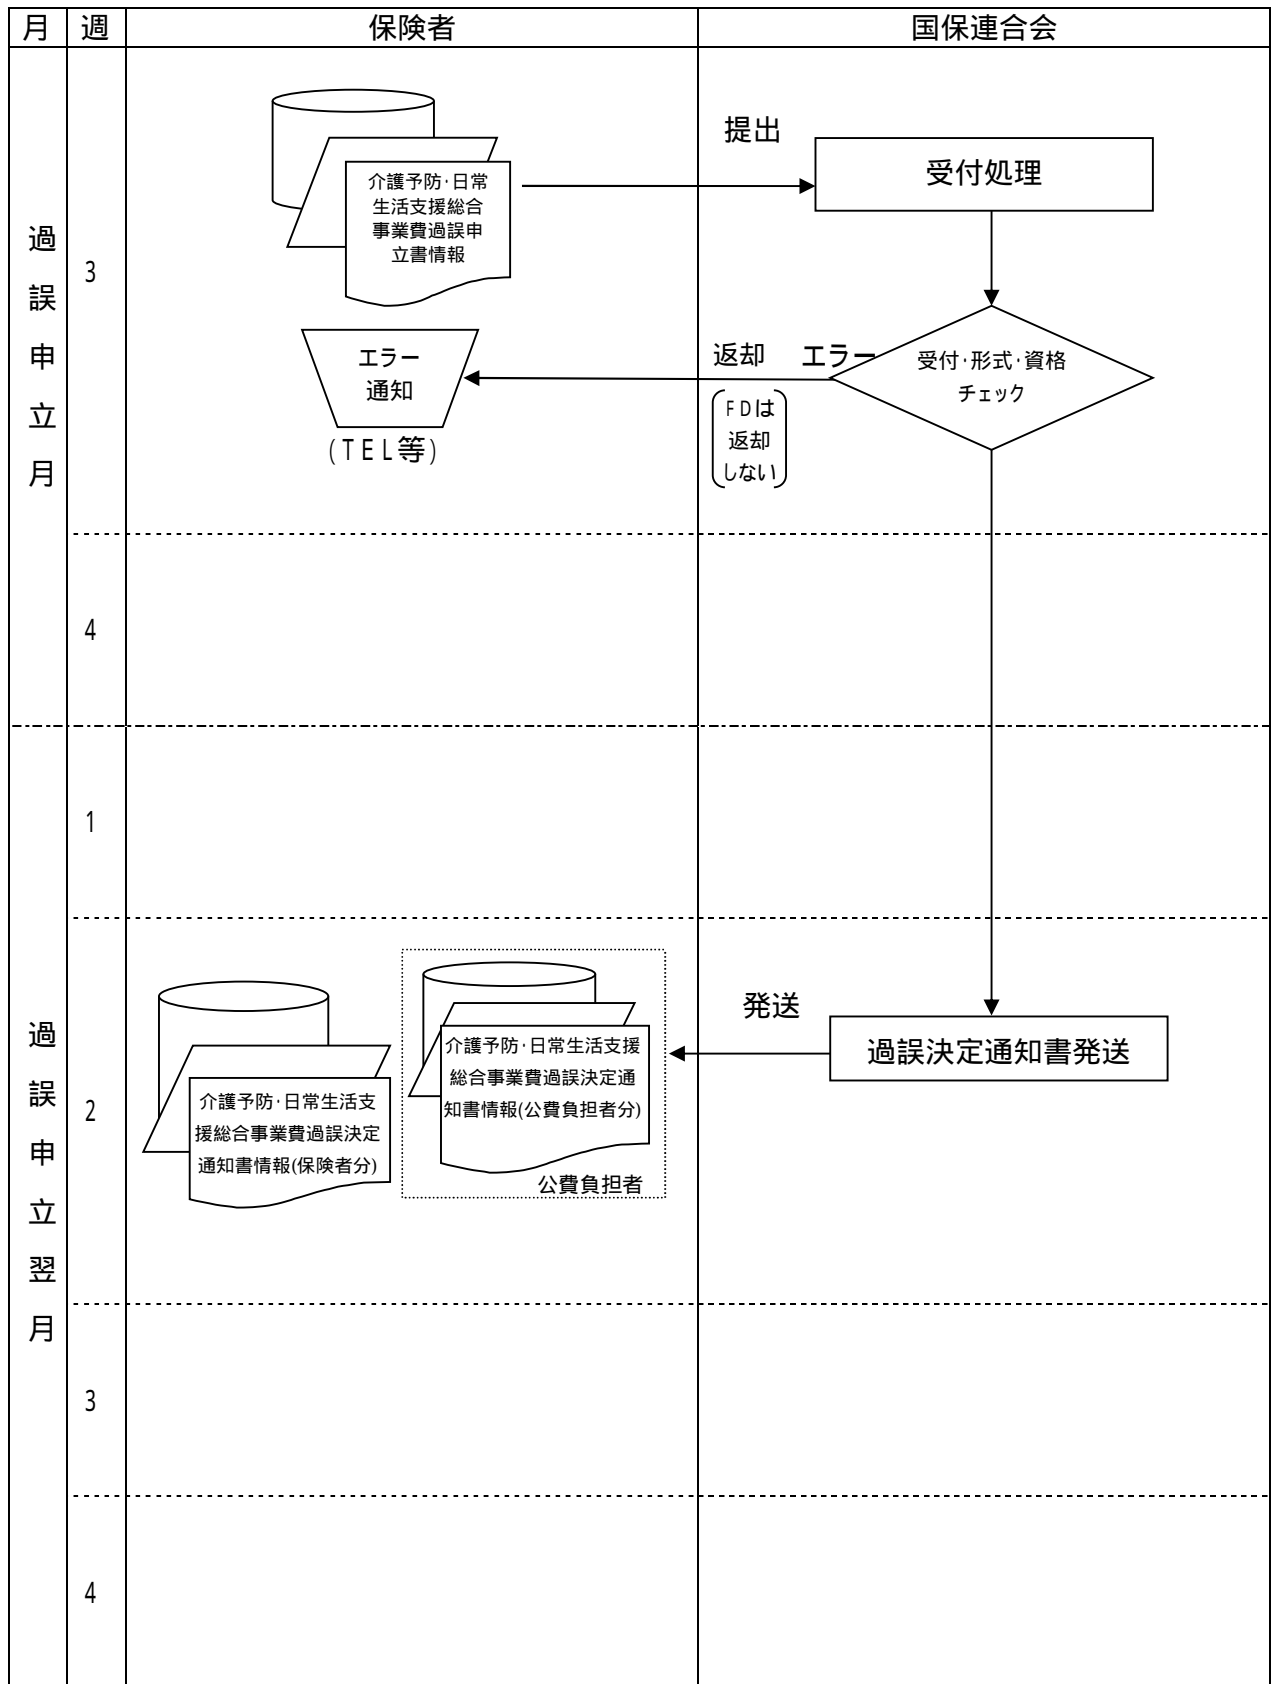 月 週 保険者 国保連合会
過誤申立月
3
介護予防・日常
生活支援総合
事業費過誤申
立書情報
提出
受付処理
エラー
通知
(TEL等)
返却 エラー
FDは
返却
しない
受付・形式・資格
チェック
4
過誤申立翌月
1
2
介護予防・日常生活支
援総合事業費過誤決定
通知書情報(保険者分)
介護予防・日常生活支援
総合事業費過誤決定通
知書情報(公費負担者分)
公費負担者
発送
過誤決定通知書発送
3
4